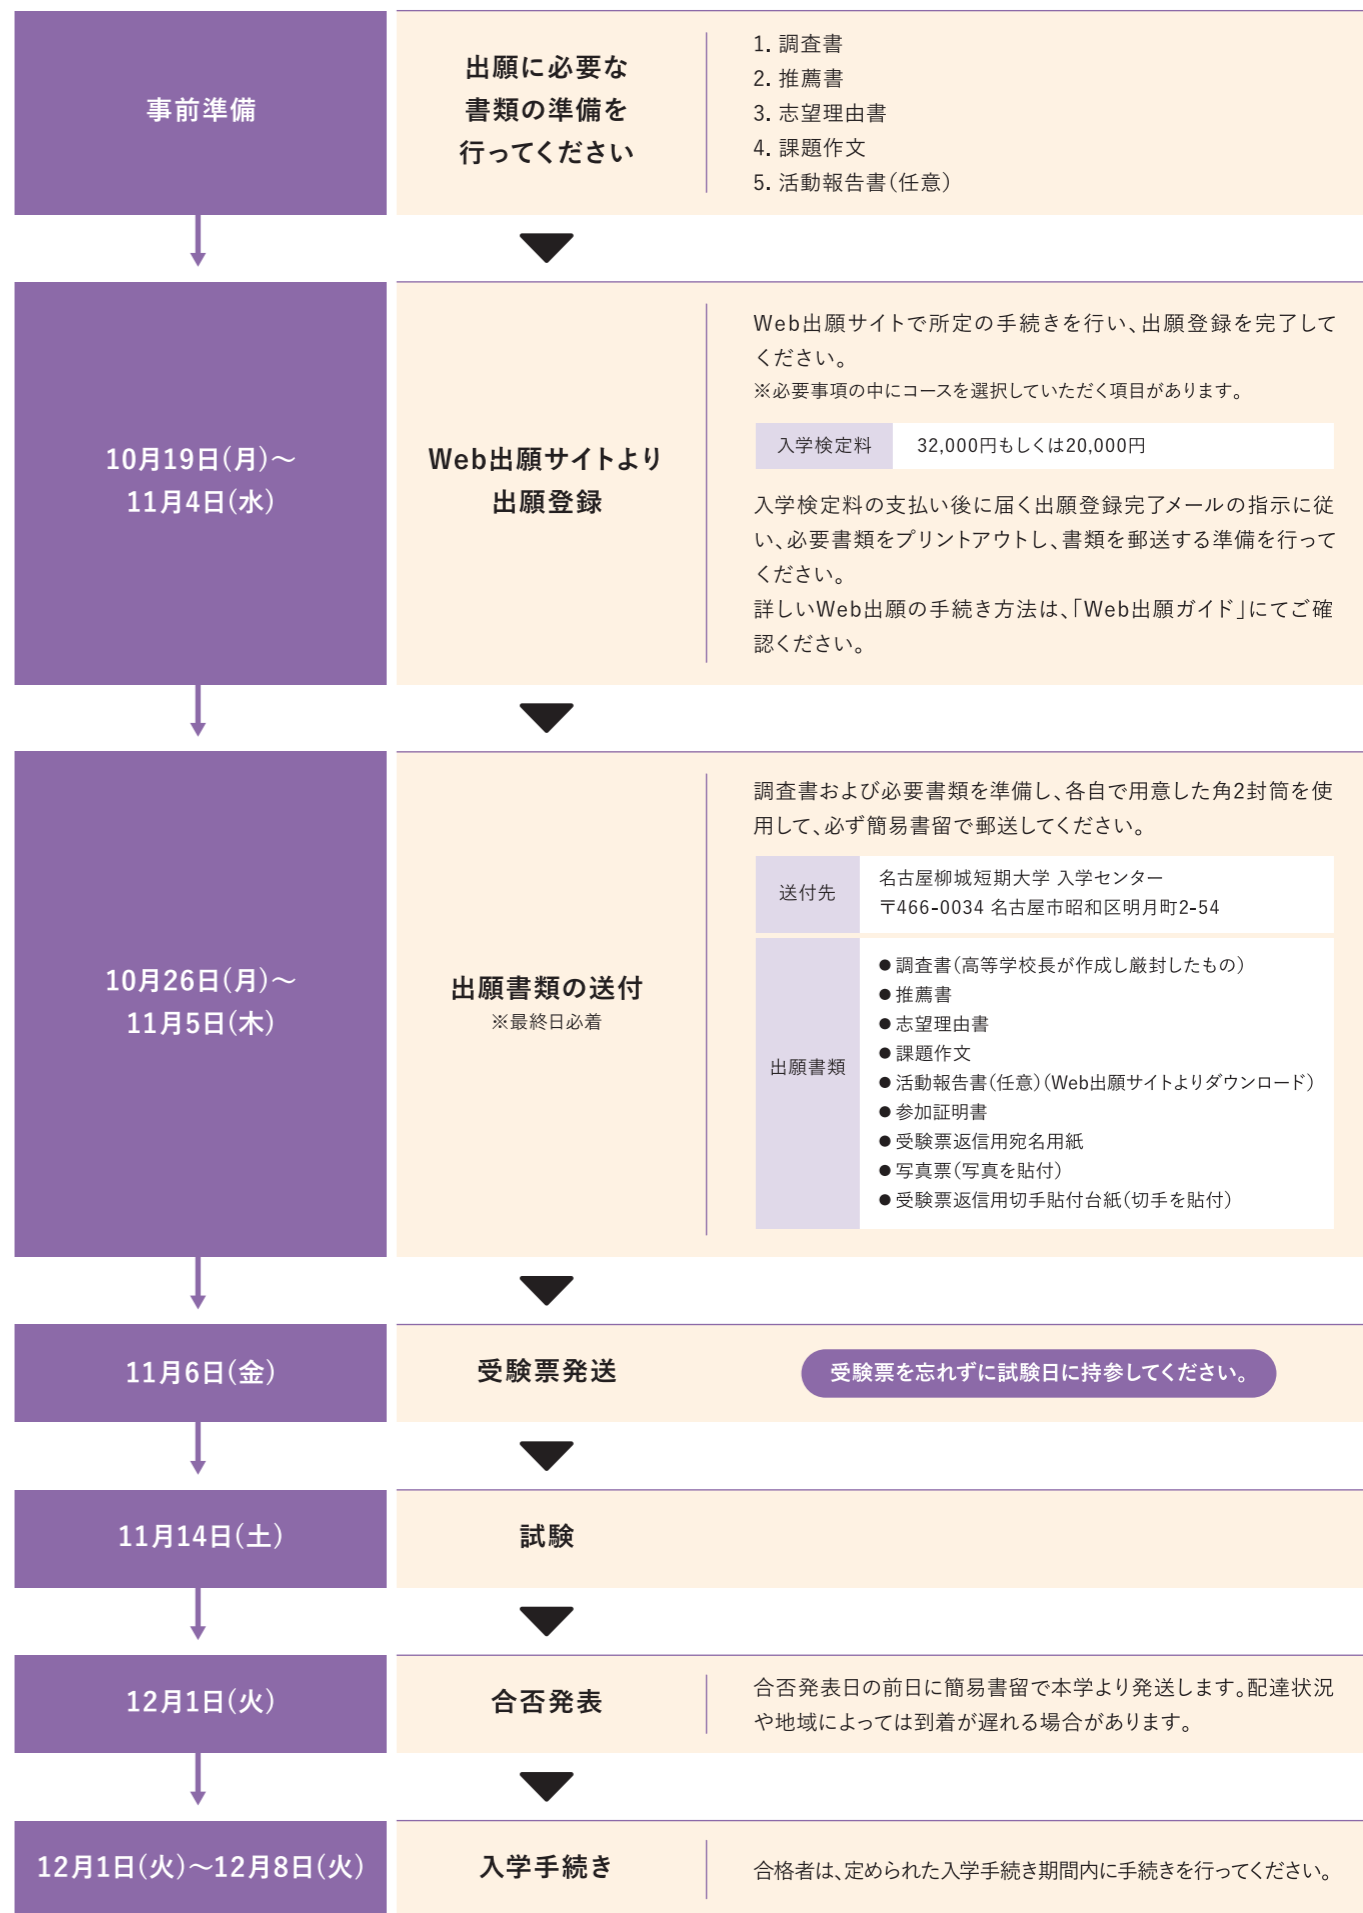 事前準備
出願に必要な
書類の準備を
行ってください
1. 調査書
2. 推薦書
3. 志望理由書
4. 課題作文
5. 活動報告書(任意)
10月19日(月)～
11月4日(水)
Web出願サイトより
出願登録
Web出願サイトで所定の手続きを行い、出願登録を完了して
ください。
※必要事項の中にコースを選択していただく項目があります。
入学検定料 32,000円もしくは20,000円
入学検定料の支払い後に届く出願登録完了メールの指示に従
い、必要書類をプリントアウトし、書類を郵送する準備を行って
ください。
詳しいWeb出願の手続き方法は、「Web出願ガイド」にてご確
認ください。
10月26日(月)～
11月5日(木)
出願書類の送付
※最終日必着
調査書および必要書類を準備し、各自で用意した角2封筒を使
用して、必ず簡易書留で郵送してください。
送付先
名古屋柳城短期大学 入学センター
〒466-0034 名古屋市昭和区明月町2-54
出願書類
●調査書(高等学校長が作成し厳封したもの)
●推薦書
●志望理由書
●課題作文
●活動報告書(任意)(Web出願サイトよりダウンロード)
●参加証明書
●受験票返信用宛名用紙
●写真票(写真を貼付)
●受験票返信用切手貼付台紙(切手を貼付)
11月6日(金)
受験票発送
受験票を忘れずに試験日に持参してください。
11月14日(土)
試験
12月1日(火)
合否発表
合否発表日の前日に簡易書留で本学より発送します。配達状況
や地域によっては到着が遅れる場合があります。
12月1日(火)～12月8日(火)
入学手続き
合格者は、定められた入学手続き期間内に手続きを行ってください。